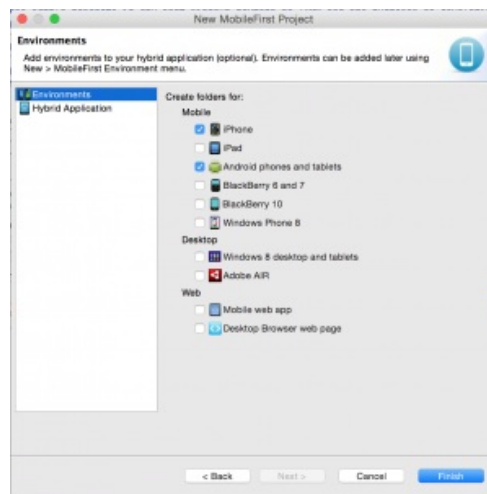 New MobileFirst Project
Environments
Add environments to your hybrid application (optional). Environments can be added later using
New > MobileFirst Environment menu.
Environments
Hybrid Application
Create folders for:
Mobile
iPhone
iPad
Android phones and tablets
BlackBerry 6 and 7
BlackBerry 10
Windows Phone 8
Desktop
Windows 8 desktop and tablets
Adobe AIR
Web
Mobile web app
Desktop Browser web page
< Back Next > Cancel Finish